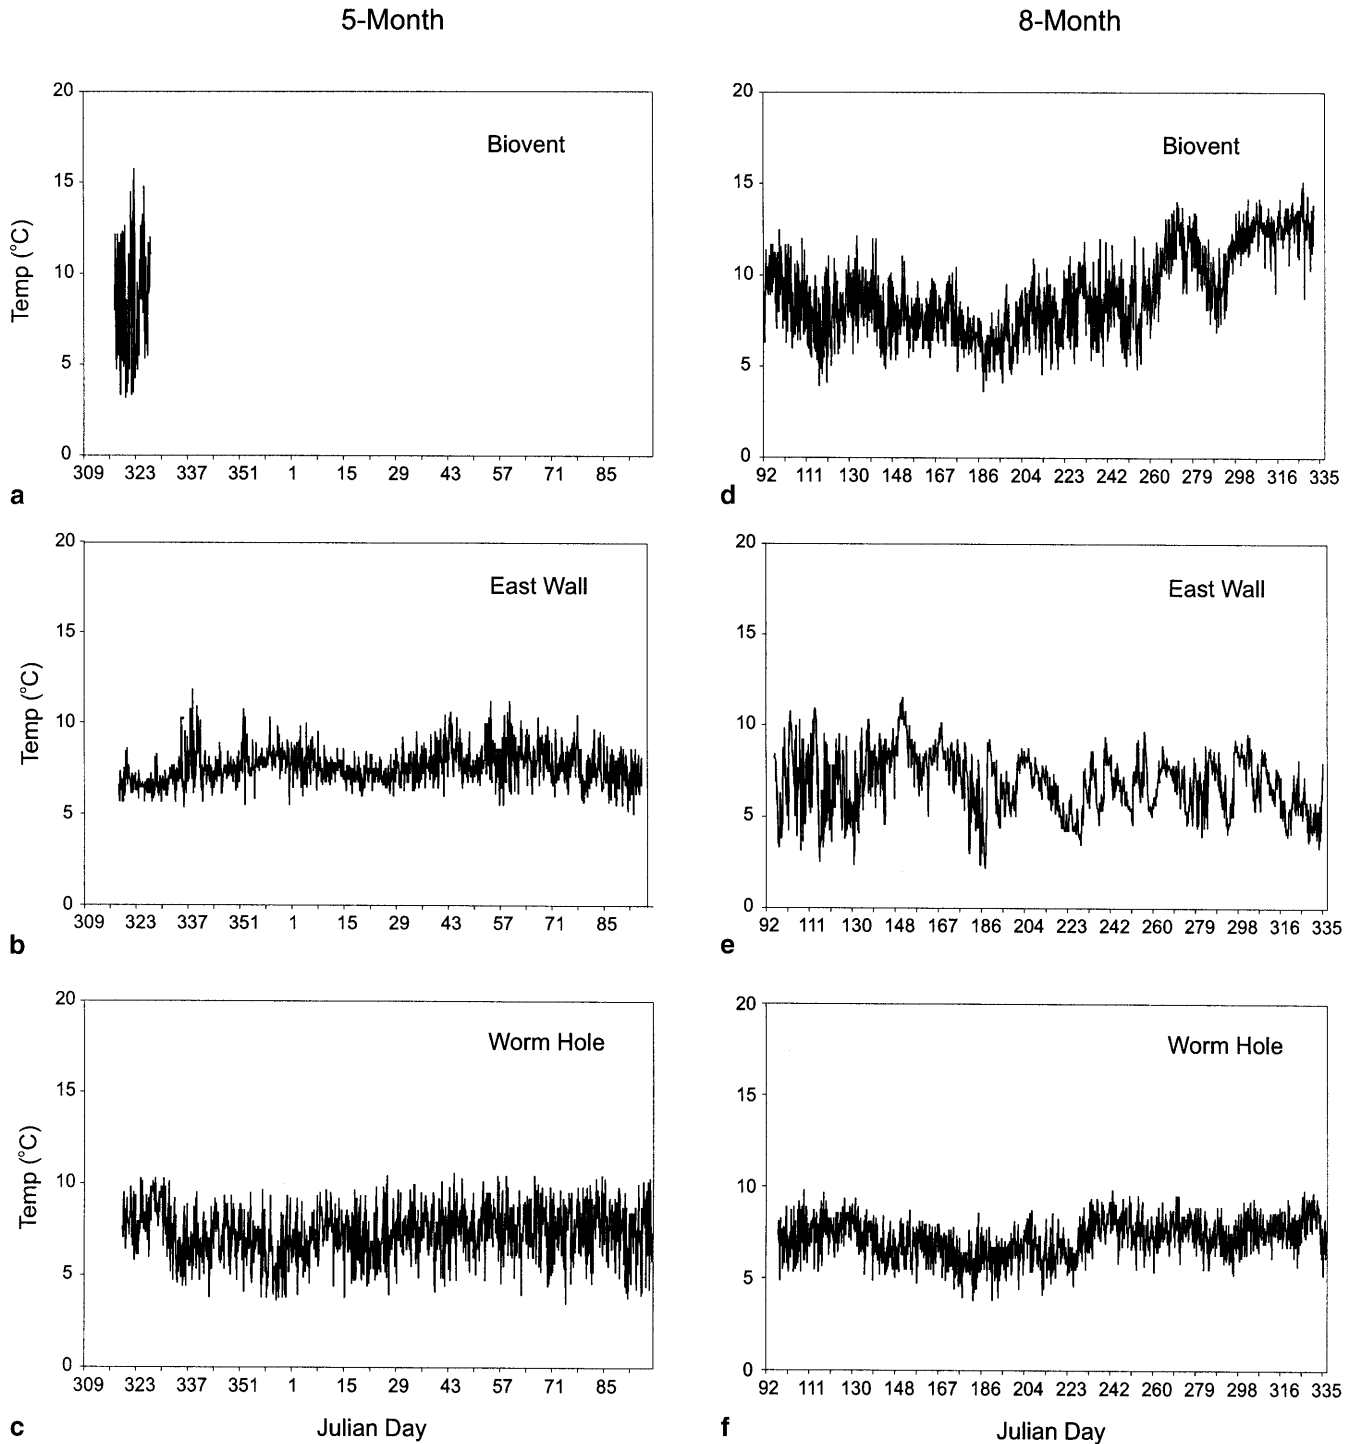 5-Month
8-Month
20
15
10
5
0
Temp (°C)
Biovent
309 323 337 351 1 15 29 43 57 71 85
a
20
15
10
5
0
Biovent
92 111 130 148 167 186 204 223 242 260 279 298 316 335
d
20
15
10
5
0
Temp (°C)
East Wall
309 323 337 351 1 15 29 43 57 71 85
b
20
15
10
5
0
East Wall
92 111 130 148 167 186 204 223 242 260 279 298 316 335
e
20
15
10
5
0
Temp (°C)
Worm Hole
309 323 337 351 1 15 29 43 57 71 85
c
Julian Day
20
15
10
5
0
Worm Hole
92 111 130 148 167 186 204 223 242 260 279 298 316 335
f
Julian Day